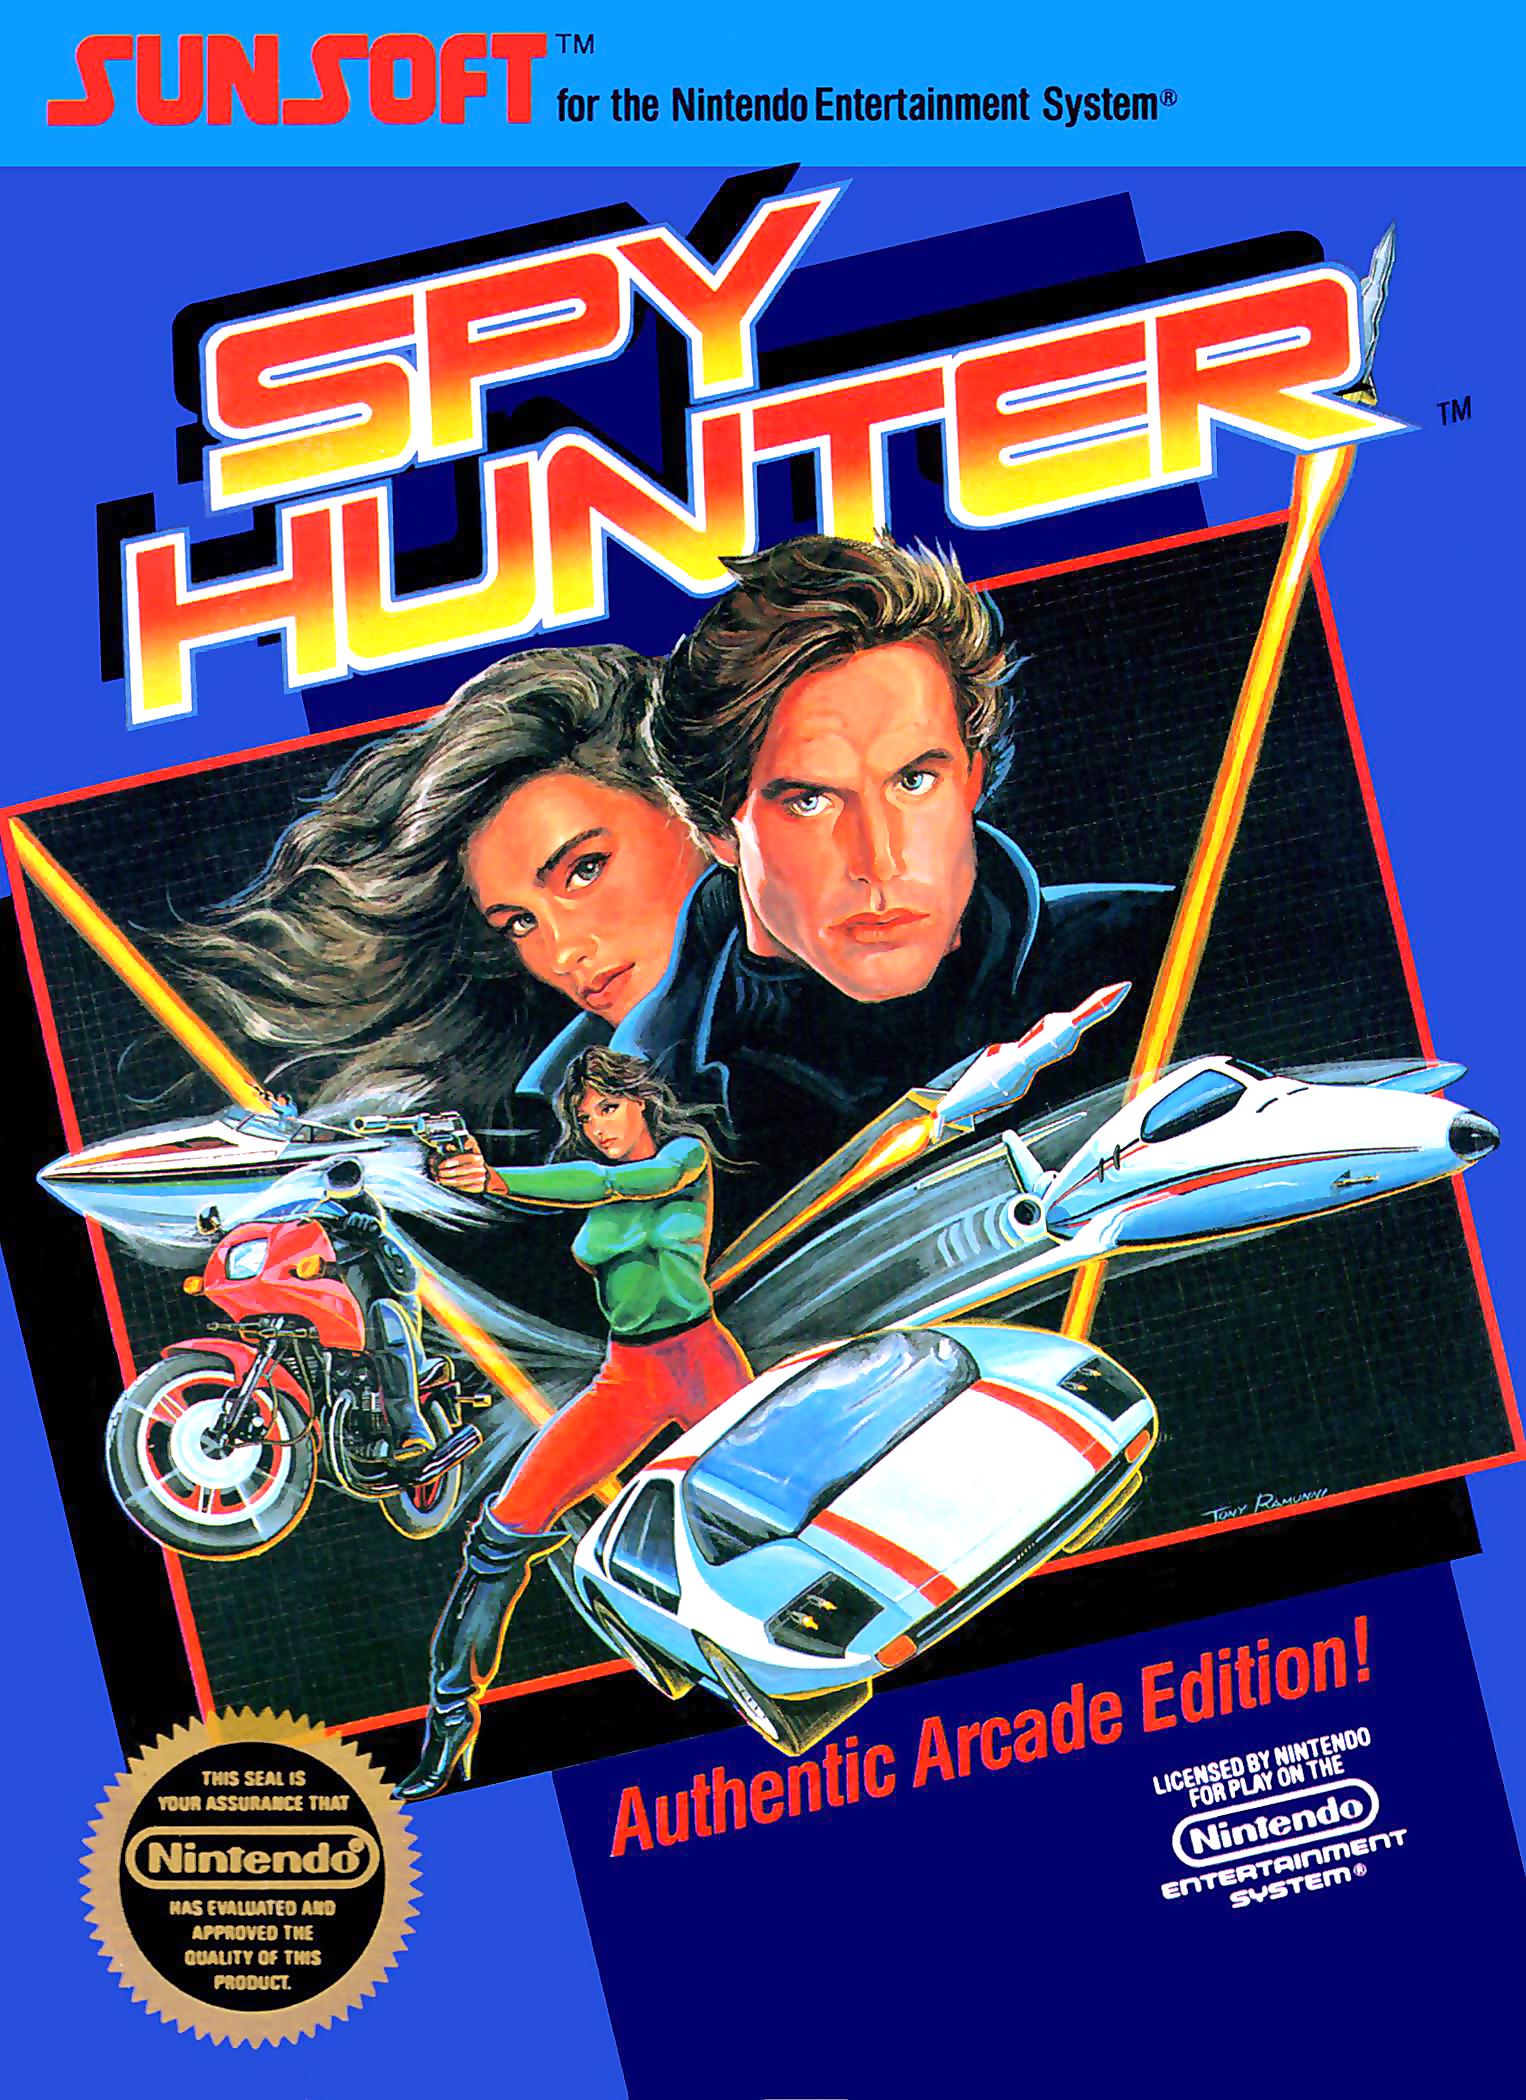 SUNSOFT™
for the Nintendo Entertainment System®
SPY
HUNTER
TM
TONY RAMUNNI
Authentic Arcade Edition!
LICENSED BY NINTENDO
FOR PLAY ON THE
Nintendo
ENTERTAINMENT
SYSTEM®
THIS SEAL IS
YOUR ASSURANCE THAT
Nintendo®
HAS EVALUATED AND
APPROVED THE
QUALITY OF THIS
PRODUCT.